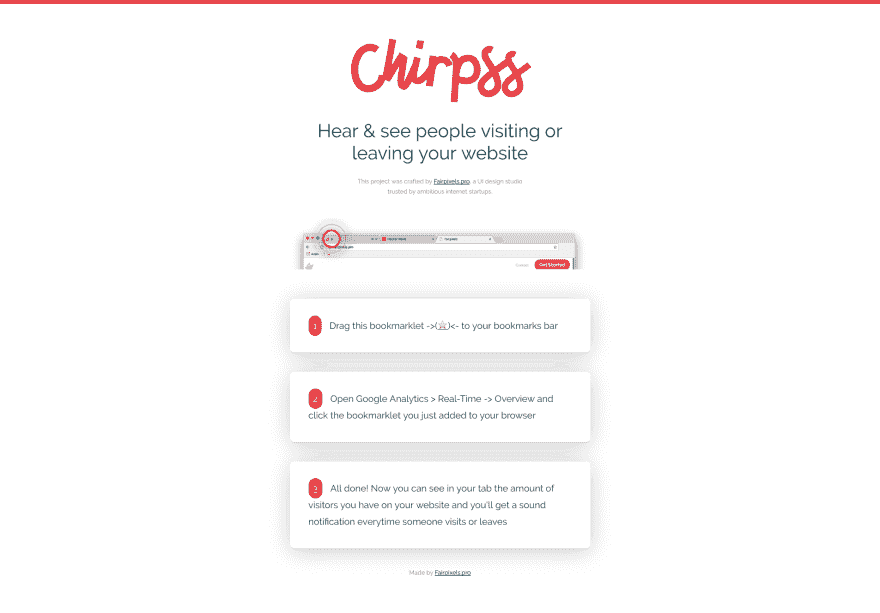 Chirpss
Hear & see people visiting or
leaving your website
This project was crafted by Fairpixels.pro, a UI design studio
trusted by ambitious internet startups.
Get Started
1 Drag this bookmarklet ->(☆)<- to your bookmarks bar
2 Open Google Analytics > Real-Time -> Overview and
click the bookmarklet you just added to your browser
3 All done! Now you can see in your tab the amount of
visitors you have on your website and you'll get a sound
notification everytime someone visits or leaves
Made by Fairpixels.pro